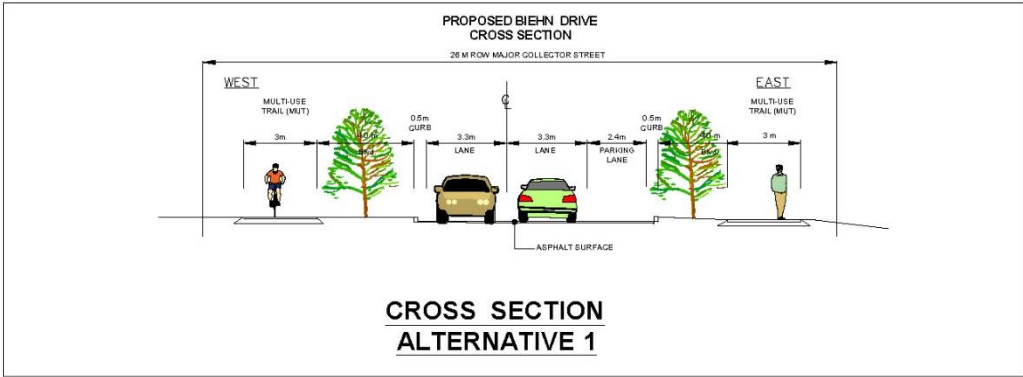 PROPOSED BIEHN DRIVE
CROSS SECTION
26 M ROW MAJOR COLLECTOR STREET
WEST
EAST
MULTI-USE
TRAIL (MUT)
MULTI-USE
TRAIL (MUT)
0.5m
CURB
0.5m
CURB
3m
3.3m
LANE
3.3m
LANE
2.4m
PARKING
LANE
3 m
ASPHALT SURFACE
CROSS SECTION
ALTERNATIVE 1